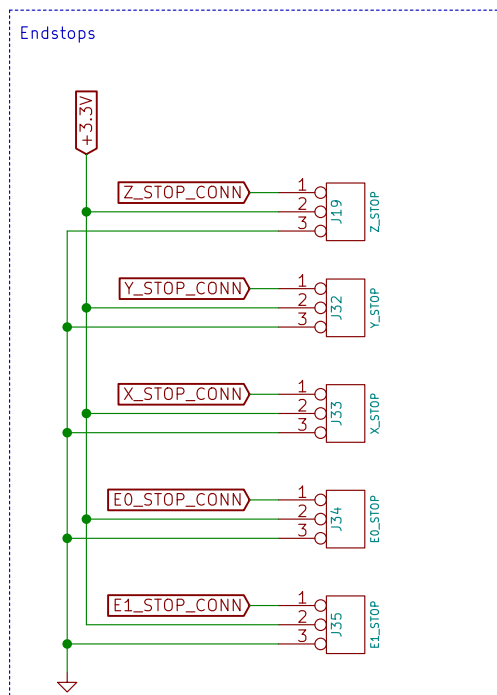 Endstops
+3.3V
Z_STOP_CONN
1
2
3
J19
Z_STOP
Y_STOP_CONN
1
2
3
J32
Y_STOP
X_STOP_CONN
1
2
3
J33
X_STOP
E0_STOP_CONN
1
2
3
J34
E0_STOP
E1_STOP_CONN
1
2
3
J35
E1_STOP